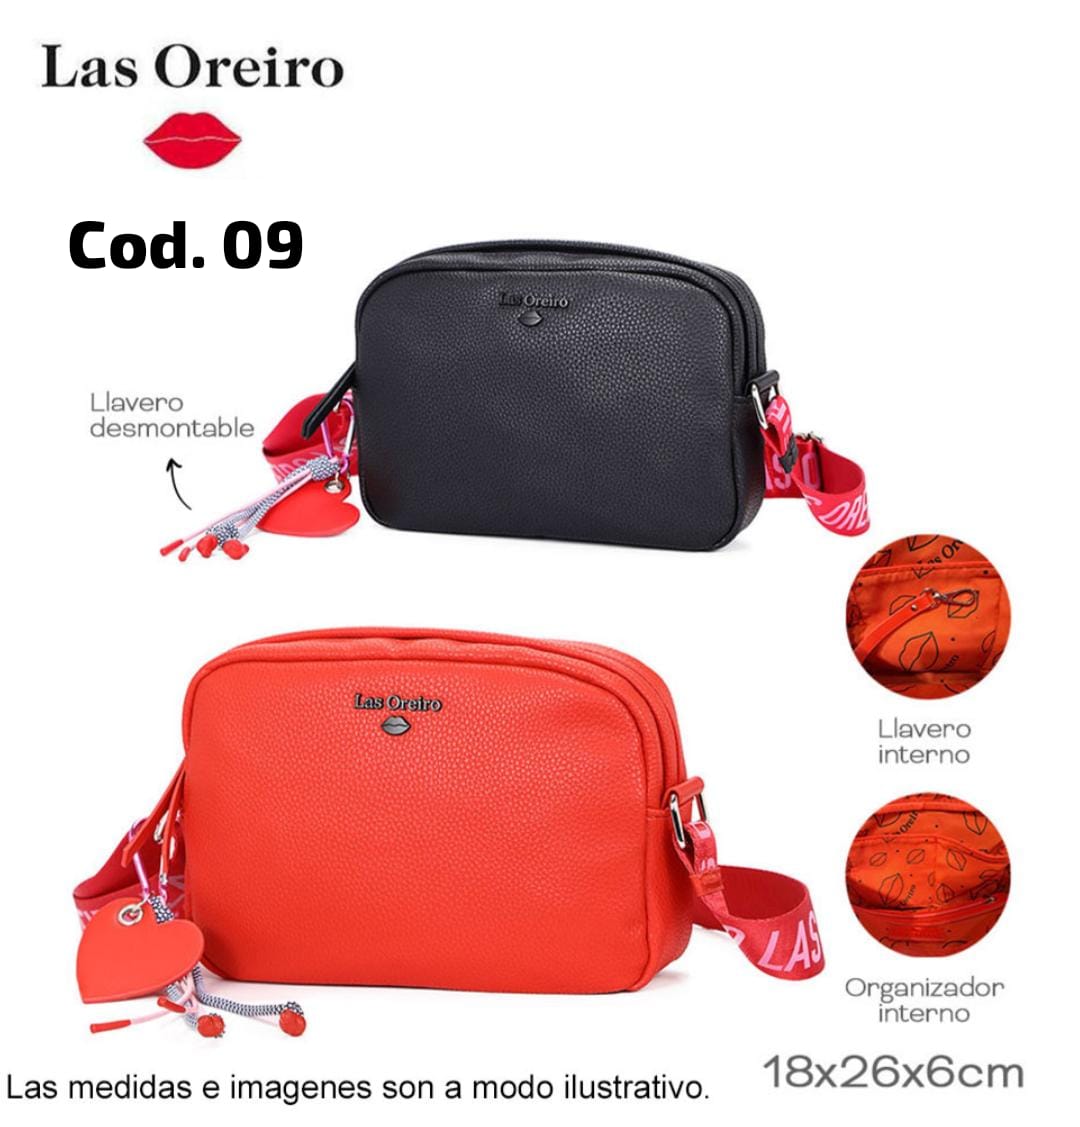 Las Oreiro
Cod. 09
Las Oreiro
Llavero
desmontable
Las Oreiro
Llavero
interno
LAS
Organizador
interno
18x26x6cm
Las medidas e imagenes son a modo ilustrativo.